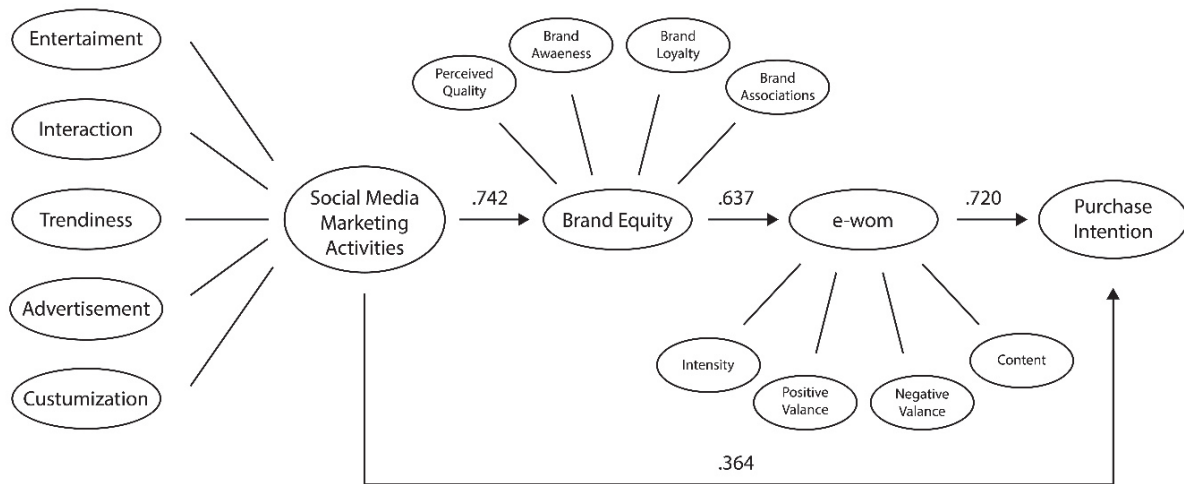 Entertaiment
Interaction
Trendiness
Advertisement
Custumization
Social Media
Marketing
Activities
.742
Perceived
Quality
Brand
Awaeness
Brand
Loyalty
Brand
Associations
Brand Equity
.637
e-wom
.720
Purchase
Intention
Intensity
Positive
Valance
Negative
Valance
Content
.364